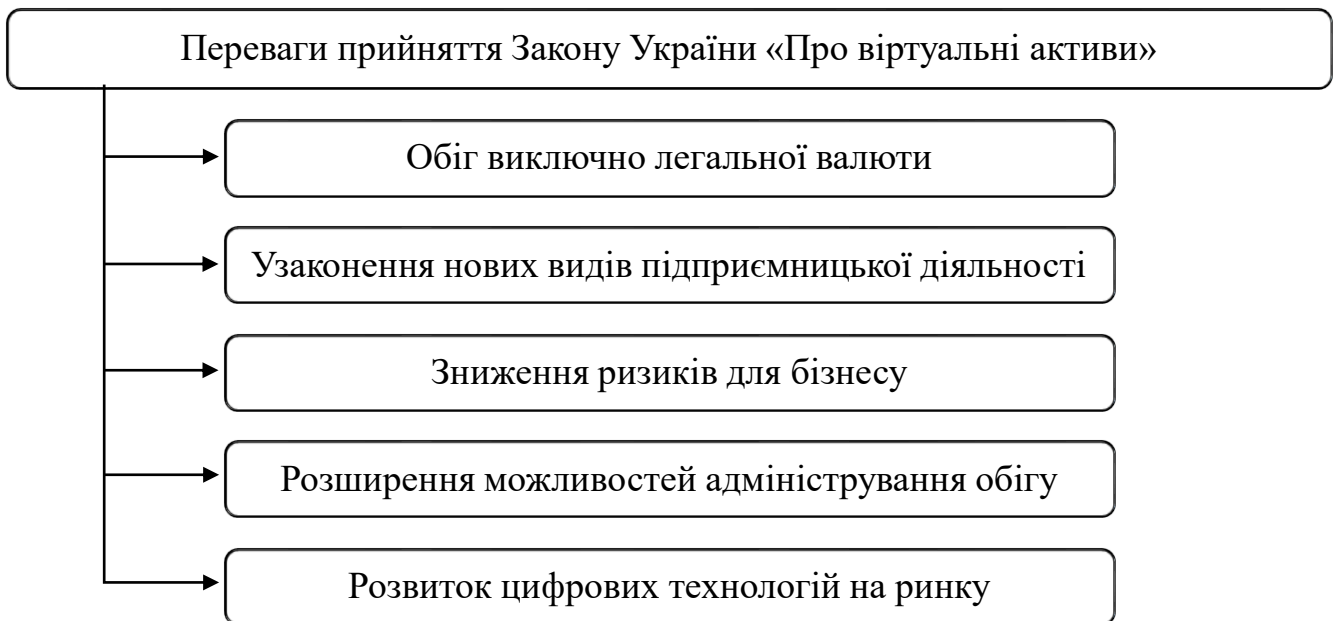 Переваги прийняття Закону України «Про віртуальні активи»
Обіг виключно легальної валюти
Узаконення нових видів підприємницької діяльності
Зниження ризиків для бізнесу
Розширення можливостей адміністрування обігу
Розвиток цифрових технологій на ринку